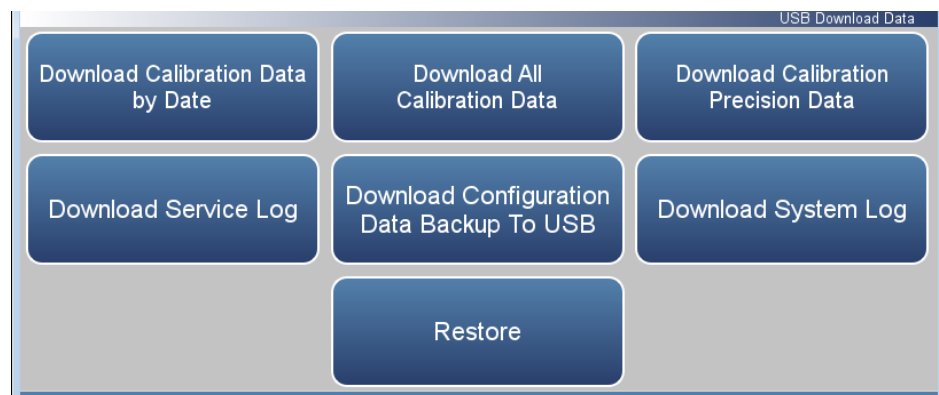 USB Download Data
Download Calibration Data
by Date
Download All
Calibration Data
Download Calibration
Precision Data
Download Service Log
Download Configuration
Data Backup To USB
Download System Log
Restore